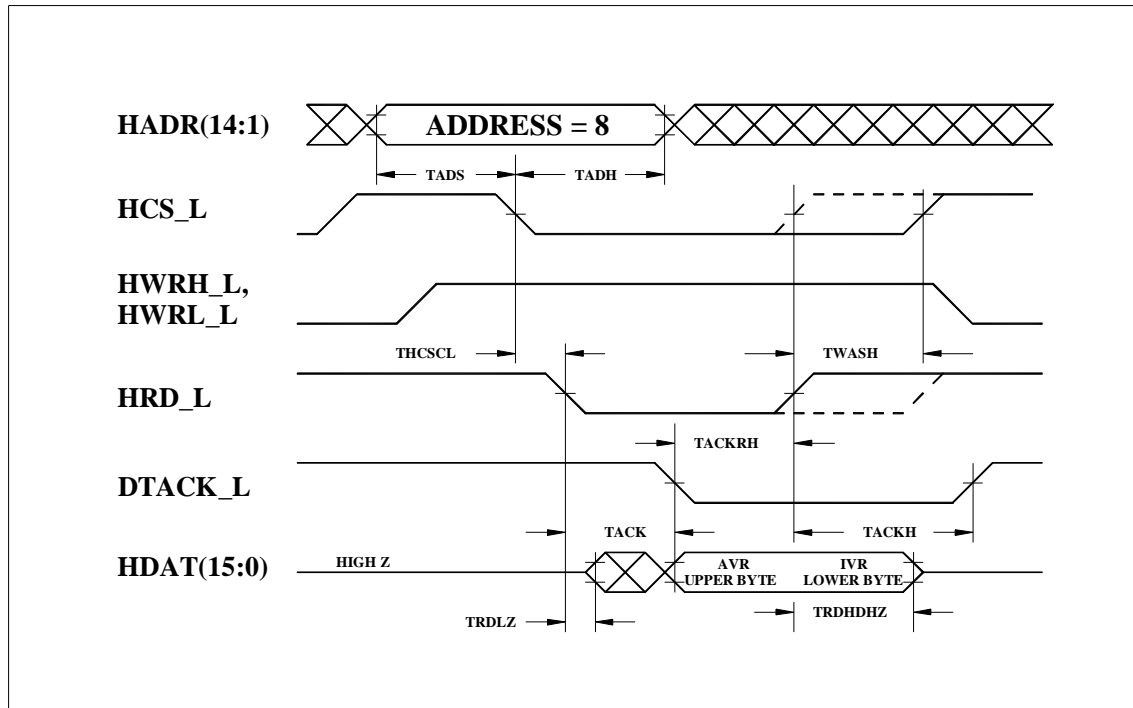 HADR(14:1)
ADDRESS = 8
TADS
TADH
HCS_L
HWRH_L,
HWRL_L
THCSCL
TWASH
HRD_L
TACKRH
DTACK_L
TACK
TACKH
HDAT(15:0)
HIGH Z
AVR
UPPER BYTE
IVR
LOWER BYTE
TRDLZ
TRDHDHZ